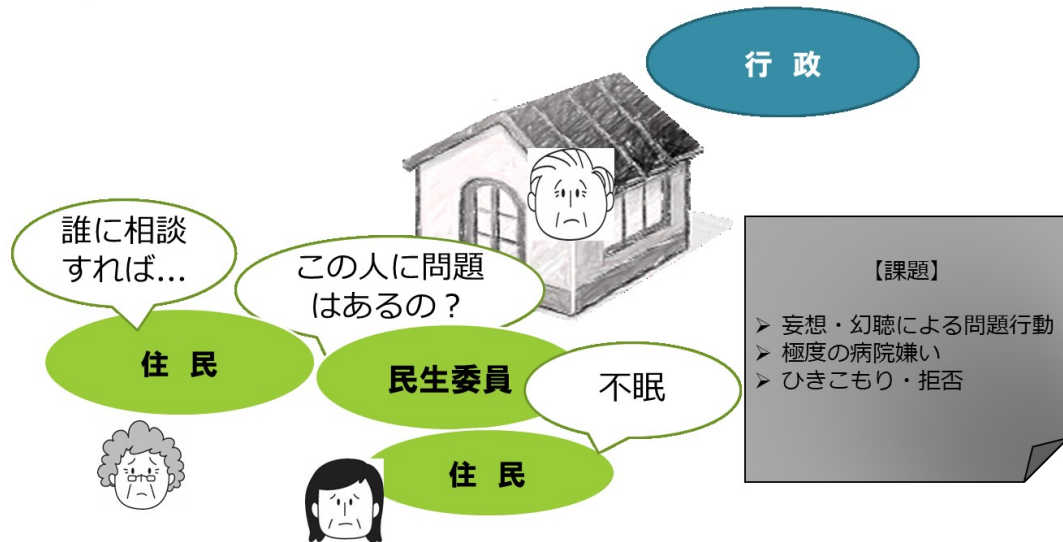 行 政
誰に相談
すれば…
この人に問題
はあるの？
住 民
民生委員
不眠
住 民
【課題】
➢ 妄想・幻聴による問題行動
➢ 極度の病院嫌い
➢ ひきこもり・拒否